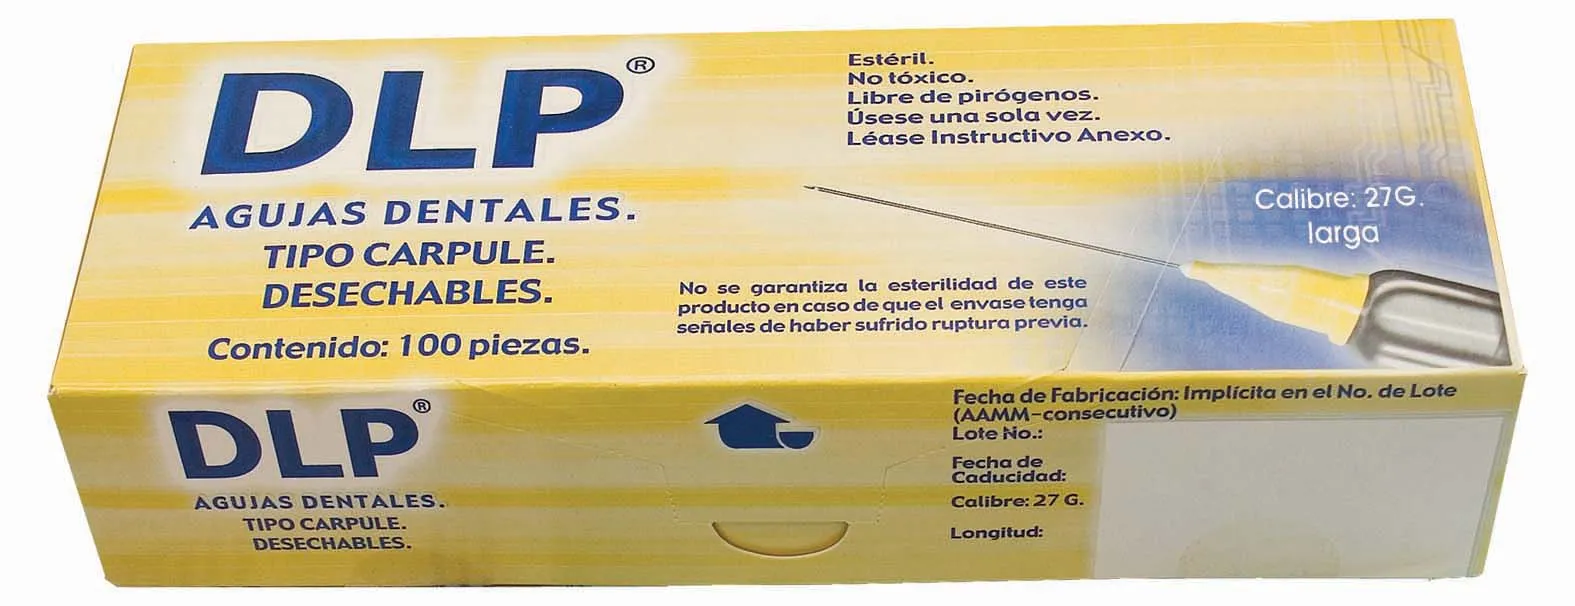 DLP®
AGUJAS DENTALES.
TIPO CARPULE.
DESECHABLES.
Contenido: 100 piezas.
Estéril.
No tóxico.
Libre de pirógenos.
Úsese una sola vez.
Léase Instructivo Anexo.
Calibre: 27G.
larga
No se garantiza la esterilidad de este
producto en caso de que el envase tenga
señales de haber sufrido ruptura previa.
DLP®
AGUJAS DENTALES.
TIPO CARPULE.
DESECHABLES.
Fecha de Fabricación: Implícita en el No. de Lote
(AAMM-consecutivo)
Lote No.:
Fecha de
Caducidad:
Calibre: 27 G.
Longitud: